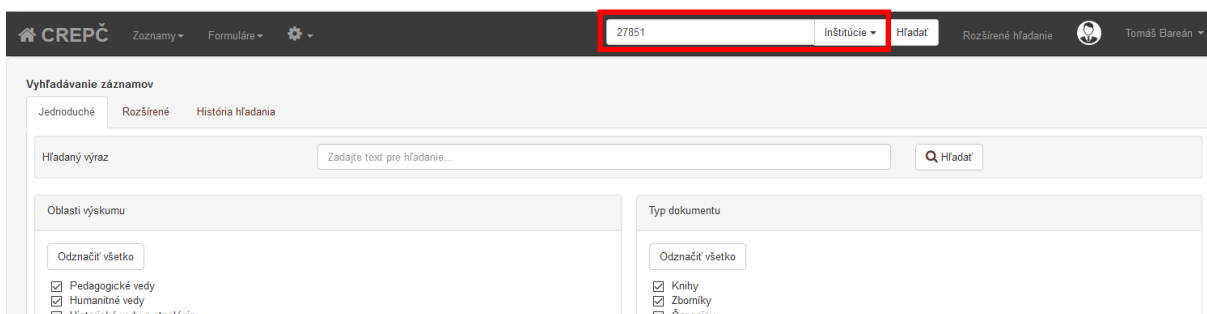 CREPČ Zoznamy Formuláre 27851 Inštitúcie Hľadať Rozšírené hľadanie Tomáš Bareán
Vyhľadávanie záznamov
Jednoduché Rozšírené História hľadania
Hľadaný výraz Zadajte text pre hľadanie... Hľadať
Oblasti výskumu Typ dokumentu
Odznačiť všetko Odznačiť všetko
Pedagogické vedy Knihy
Humanitné vedy Zborníky